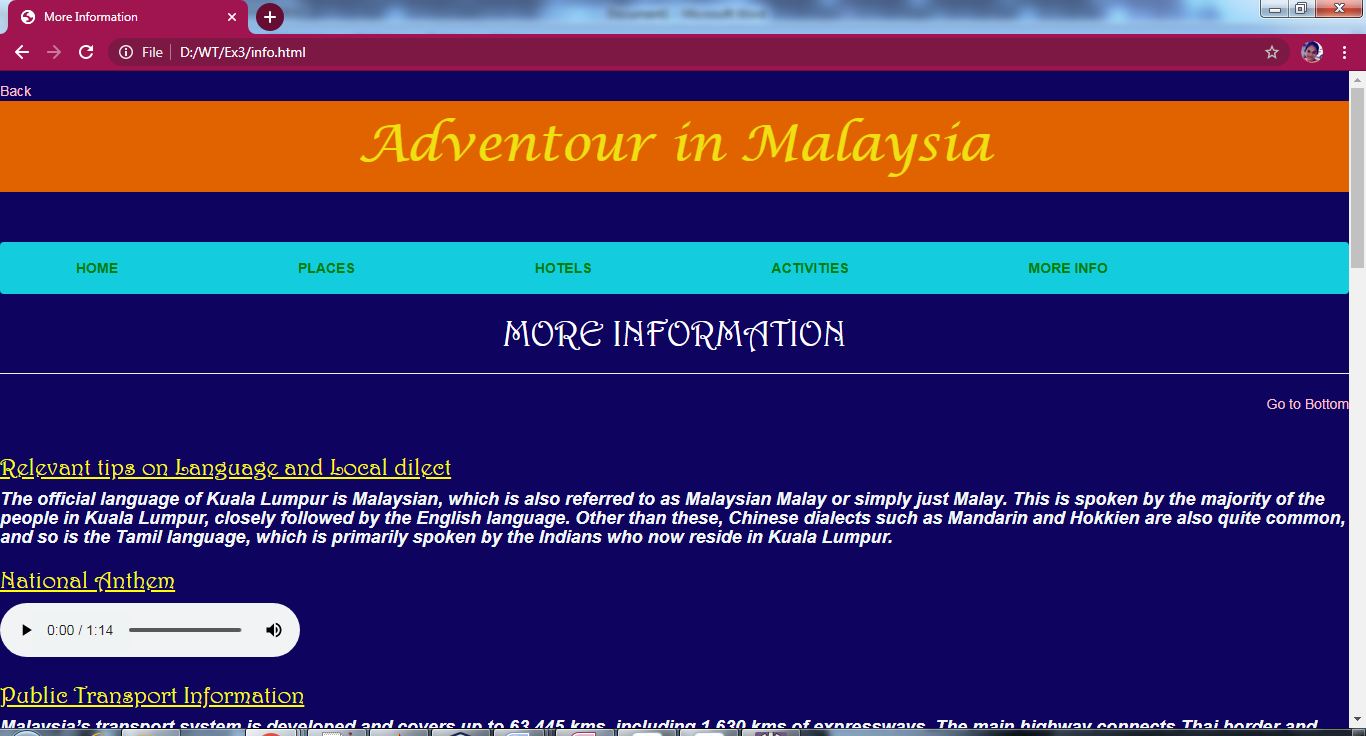 Document1 - Microsoft Word
More Information
File D:/WT/Ex3/info.html
Back
Adventour in Malaysia
HOME PLACES HOTELS ACTIVITIES MORE INFO
MORE INFORMATION
Go to Bottom
Relevant tips on Language and Local dilect
The official language of Kuala Lumpur is Malaysian, which is also referred to as Malaysian Malay or simply just Malay. This is spoken by the majority of the
people in Kuala Lumpur, closely followed by the English language. Other than these, Chinese dialects such as Mandarin and Hokkien are also quite common,
and so is the Tamil language, which is primarily spoken by the Indians who now reside in Kuala Lumpur.
National Anthem
0:00 / 1:14
Public Transport Information
Malaysia's transport system is developed and covers up to 63,445 kms, including 1,630 kms of expressways. The main highway connects Thai border and